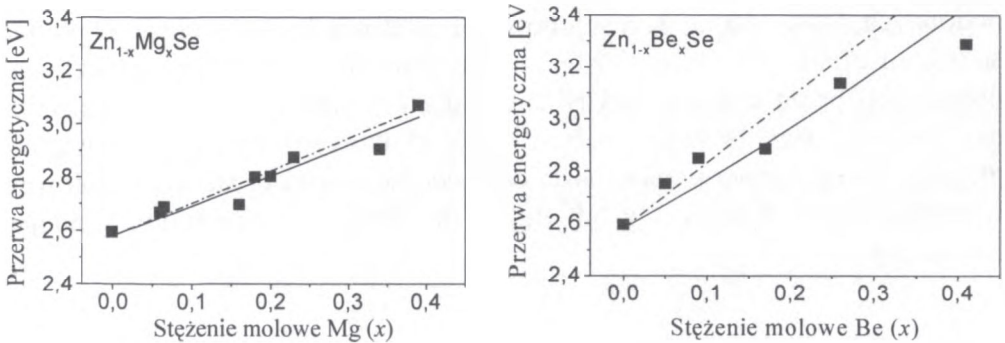 3,4
3,2
3,0
2,8
2,6
2,4
Przerwa energetyczna [eV]
Zn1-xMgxSe
0,0 0,1 0,2 0,3 0,4
Stężenie molowe Mg (x)
3,4
3,2
3,0
2,8
2,6
2,4
Przerwa energetyczna [eV]
Zn1-xBexSe
0,0 0,1 0,2 0,3 0,4
Stężenie molowe Be (x)